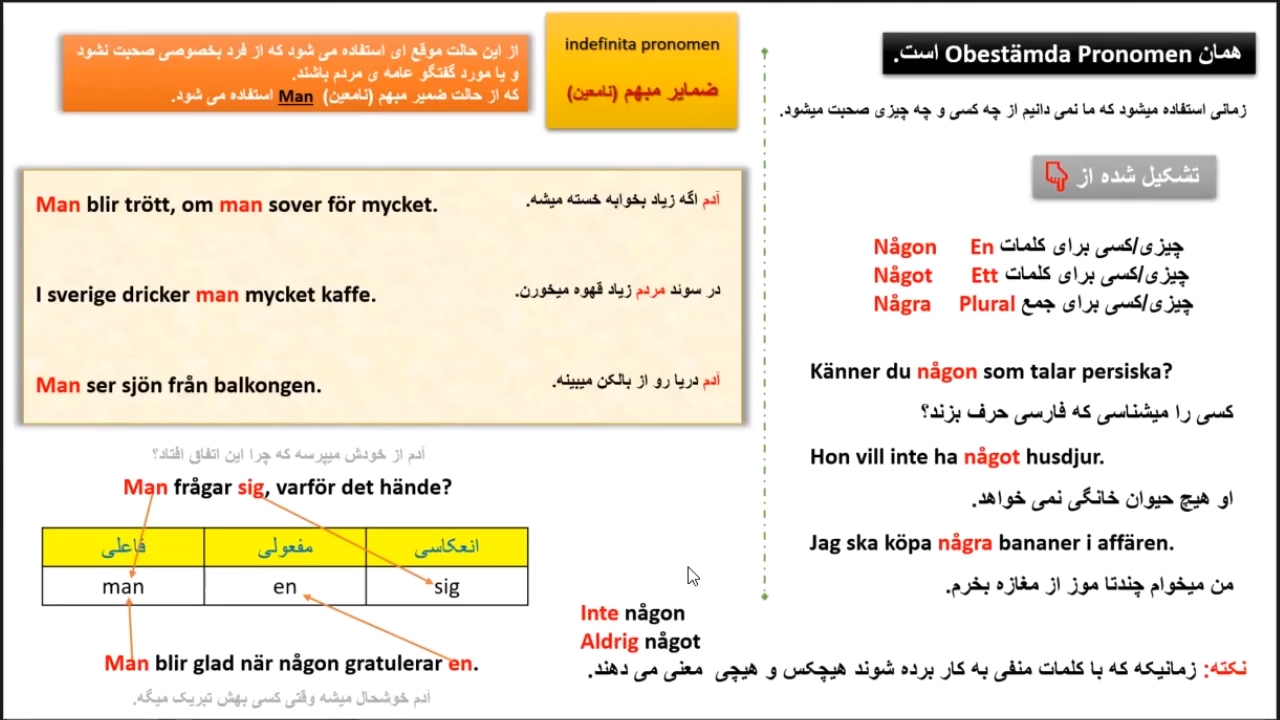 همان Obestämda Pronomen است.
زمانی استفاده میشود که ما نمی دانیم از چه کسی و چه چیزی صحبت میشود.
تشکیل شده از
چیزی/کسی برای کلمات En Någon
چیزی/کسی برای کلمات Ett Något
چیزی/کسی برای جمع Plural Några
Känner du någon som talar persiska?
کسی را میشناسی که فارسی حرف بزند؟
Hon vill inte ha något husdjur.
او هیچ حیوان خانگی نمی خواهد.
Jag ska köpa några bananer i affären.
من میخوام چندتا موز از مغازه بخرم.
Inte någon
Aldrig något
نکته: زمانیکه که با کلمات منفی به کار برده شوند هیچکس و هیچی معنی می دهند.
indefinita pronomen
ضمایر مبهم (نامعین)
از این حالت موقع ای استفاده می شود که از فرد بخصوصی صحبت نشود
و یا مورد گفتگو عامه ی مردم باشند.
که از حالت ضمیر مبهم (نامعین) Man استفاده می شود.
Man blir trött, om man sover för mycket.
آدم اگه زیاد بخوابه خسته میشه.
I sverige dricker man mycket kaffe.
در سوئد مردم زیاد قهوه میخورن.
Man ser sjön från balkongen.
آدم دریا رو از بالکن میبینه.
آدم از خودش میپرسه که چرا این اتفاق افتاد؟
Man frågar sig, varför det hände?
انعکاسی مفعولی فاعلی
man en sig
Man blir glad när någon gratulerar en.
آدم خوشحال میشه وقتی کسی بهش تبریک میگه.